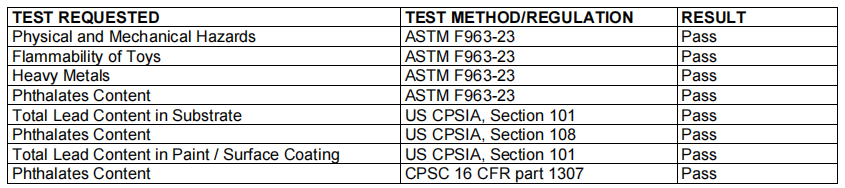 TEST REQUESTED TEST METHOD/REGULATION RESULT
Physical and Mechanical Hazards ASTM F963-23 Pass
Flammability of Toys ASTM F963-23 Pass
Heavy Metals ASTM F963-23 Pass
Phthalates Content ASTM F963-23 Pass
Total Lead Content in Substrate US CPSIA, Section 101 Pass
Phthalates Content US CPSIA, Section 108 Pass
Total Lead Content in Paint / Surface Coating US CPSIA, Section 101 Pass
Phthalates Content CPSC 16 CFR part 1307 Pass